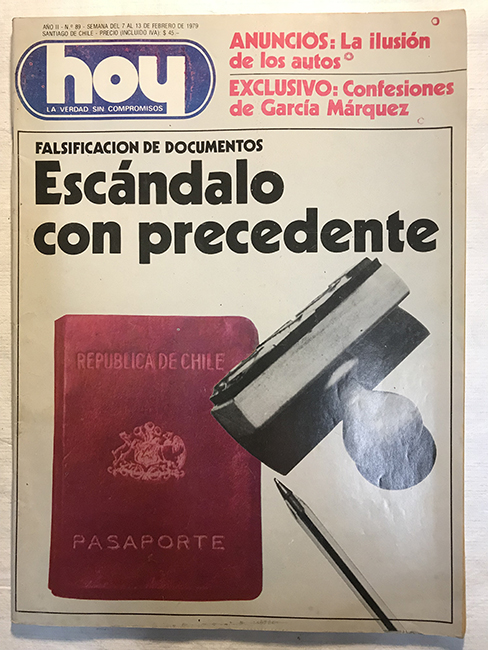 AÑO II - N.º 89 - SEMANA DEL 7 AL 13 DE FEBRERO DE 1979
SANTIAGO DE CHILE - PRECIO (INCLUIDO IVA): $ 45.-
hoy
LA VERDAD SIN COMPROMISOS
ANUNCIOS: La ilusión
de los autos
EXCLUSIVO: Confesiones
de García Márquez
FALSIFICACION DE DOCUMENTOS
Escándalo
con precedente
REPUBLICA DE CHILE
PASAPORTE